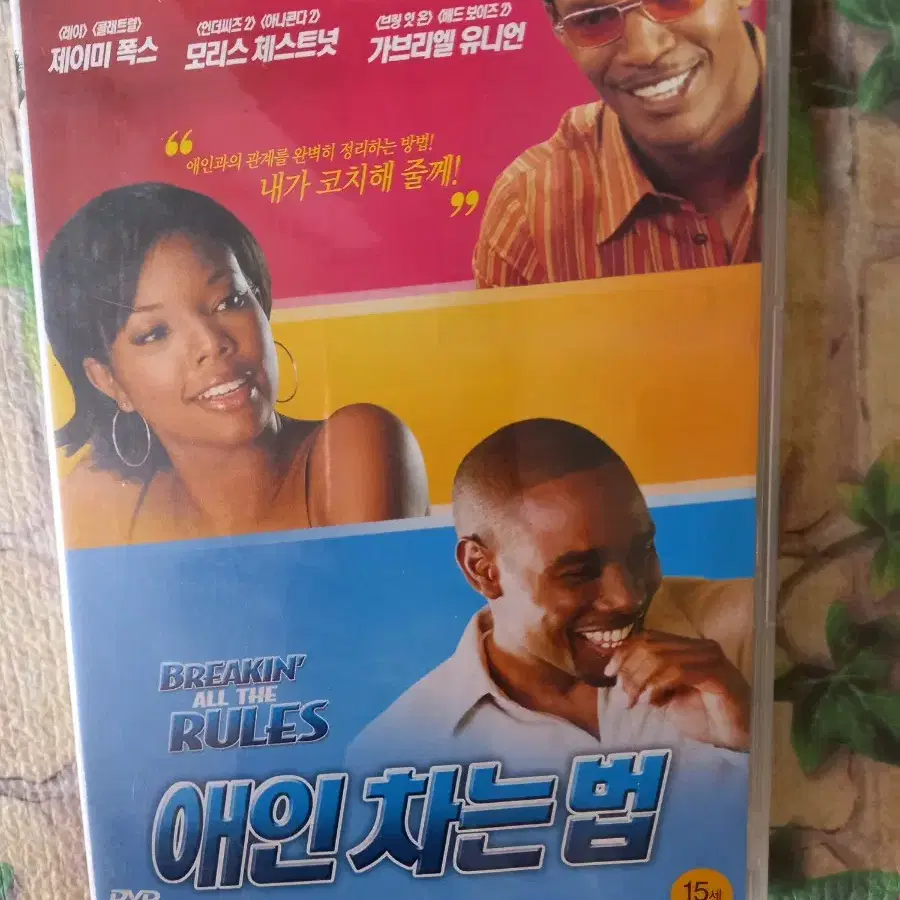 <레이> <콜래트럴>
제이미 폭스
<언더씨즈 2> <아나콘다 2>
모리스 체스트넛
<브링 잇 온> <배드 보이즈 2>
가브리엘 유니언
“ 애인과의 관계를 완벽히 정리하는 방법!
내가 코치해 줄께! ”
BREAKIN'
ALL THE
RULES
애인 차는 법
DVD
15세